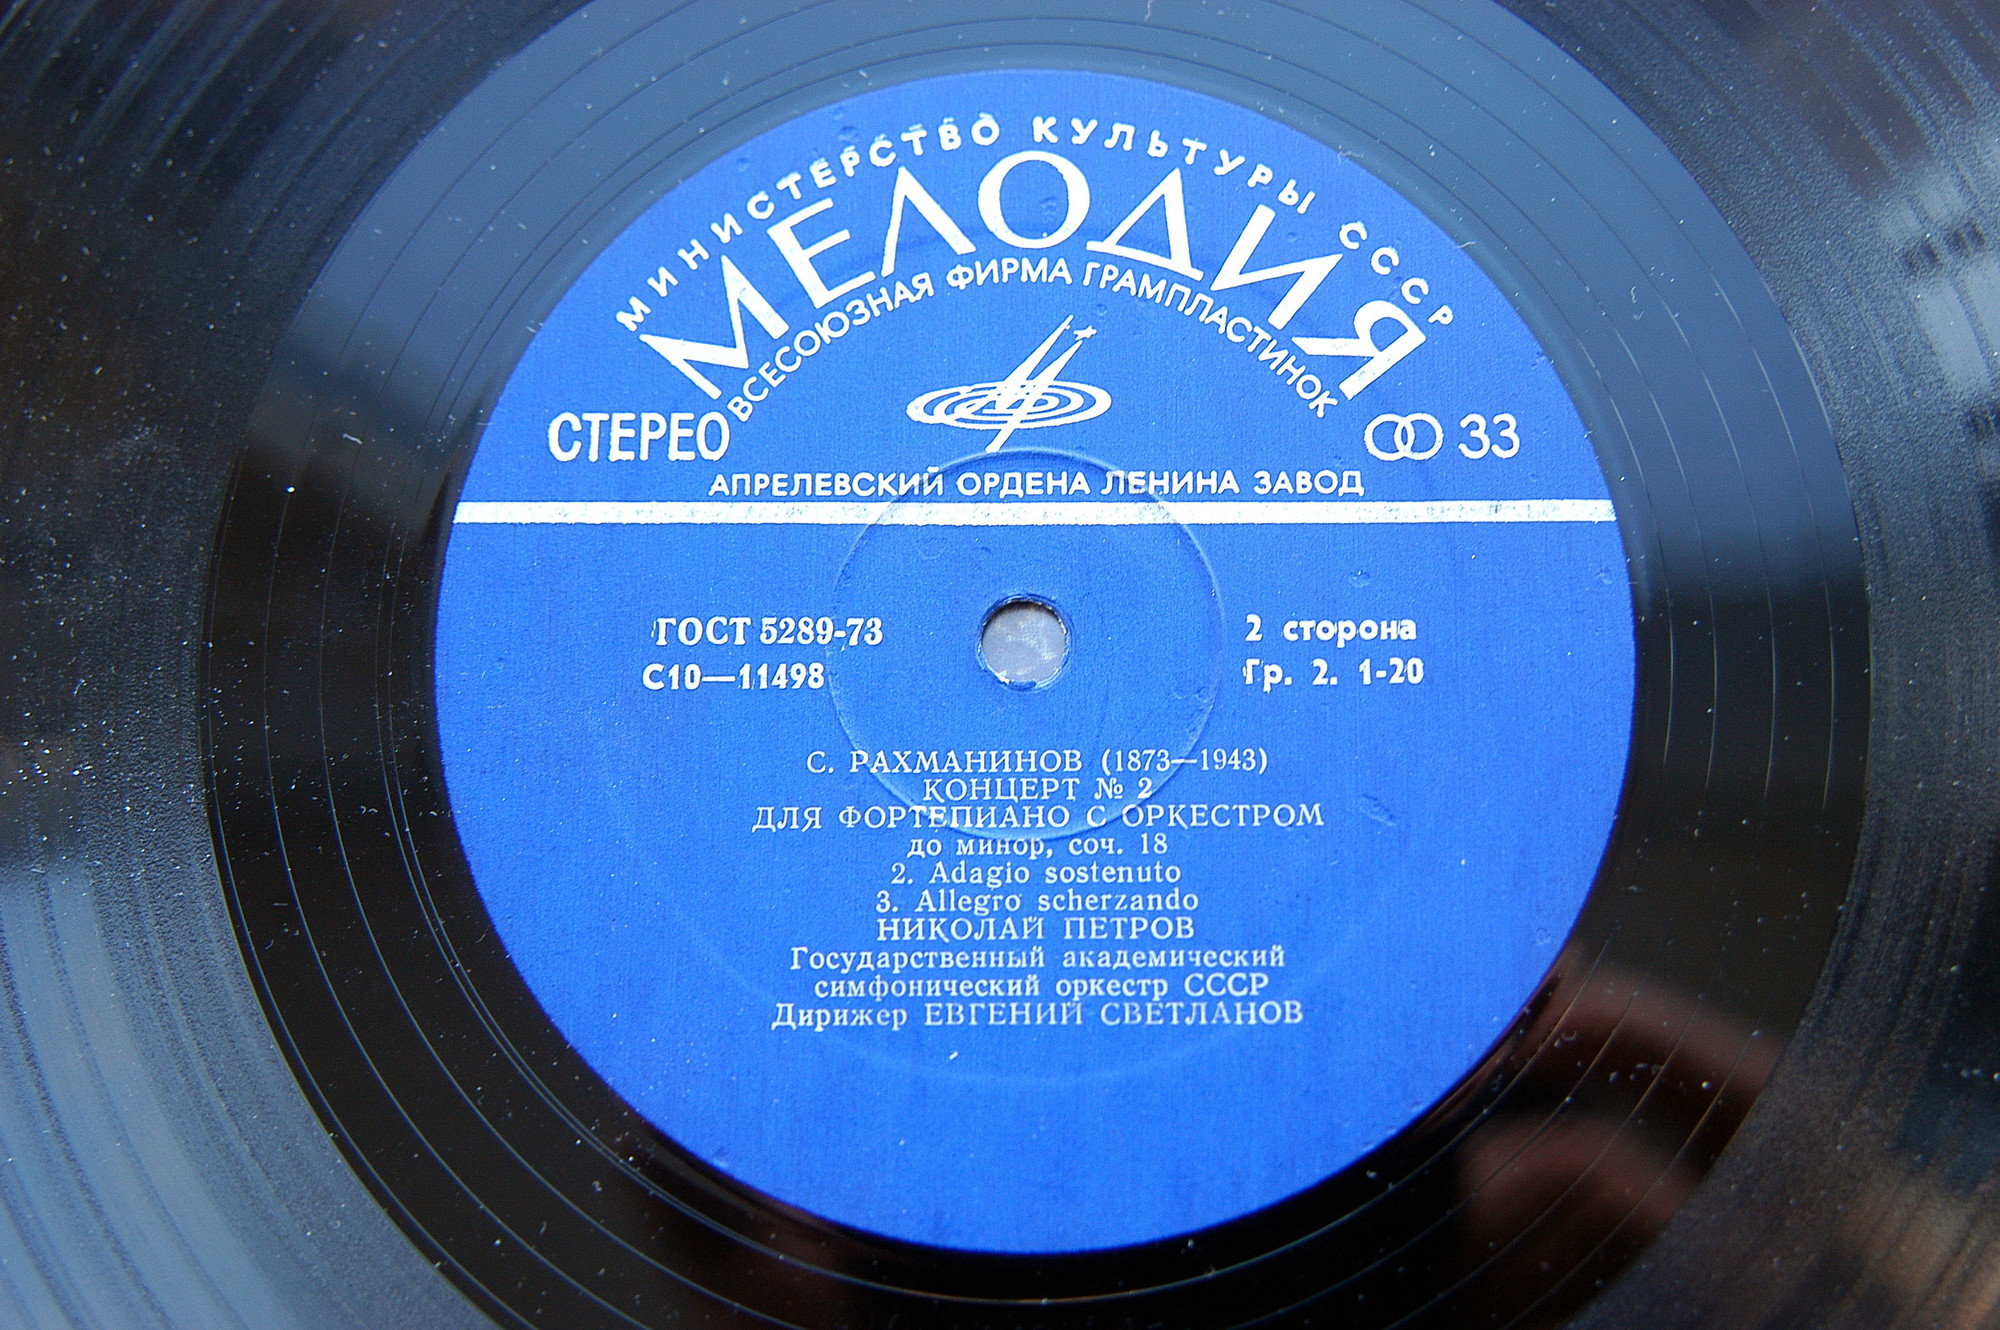 МИНИСТЕРСТВО КУЛЬТУРЫ СССР
МЕЛОДИЯ
ВСЕСОЮЗНАЯ ФИРМА ГРАМПЛАСТИНОК
СТЕРЕО
33
АПРЕЛЕВСКИЙ ОРДЕНА ЛЕНИНА ЗАВОД
ГОСТ 5289-73
С10—11498
2 сторона
Гр. 2. 1-20
С. РАХМАНИНОВ (1873—1943)
КОНЦЕРТ № 2
ДЛЯ ФОРТЕПИАНО С ОРКЕСТРОМ
до минор, соч. 18
2. Adagio sostenuto
3. Allegro scherzando
НИКОЛАЙ ПЕТРОВ
Государственный академический
симфонический оркестр СССР
Дирижер ЕВГЕНИЙ СВЕТЛАНОВ